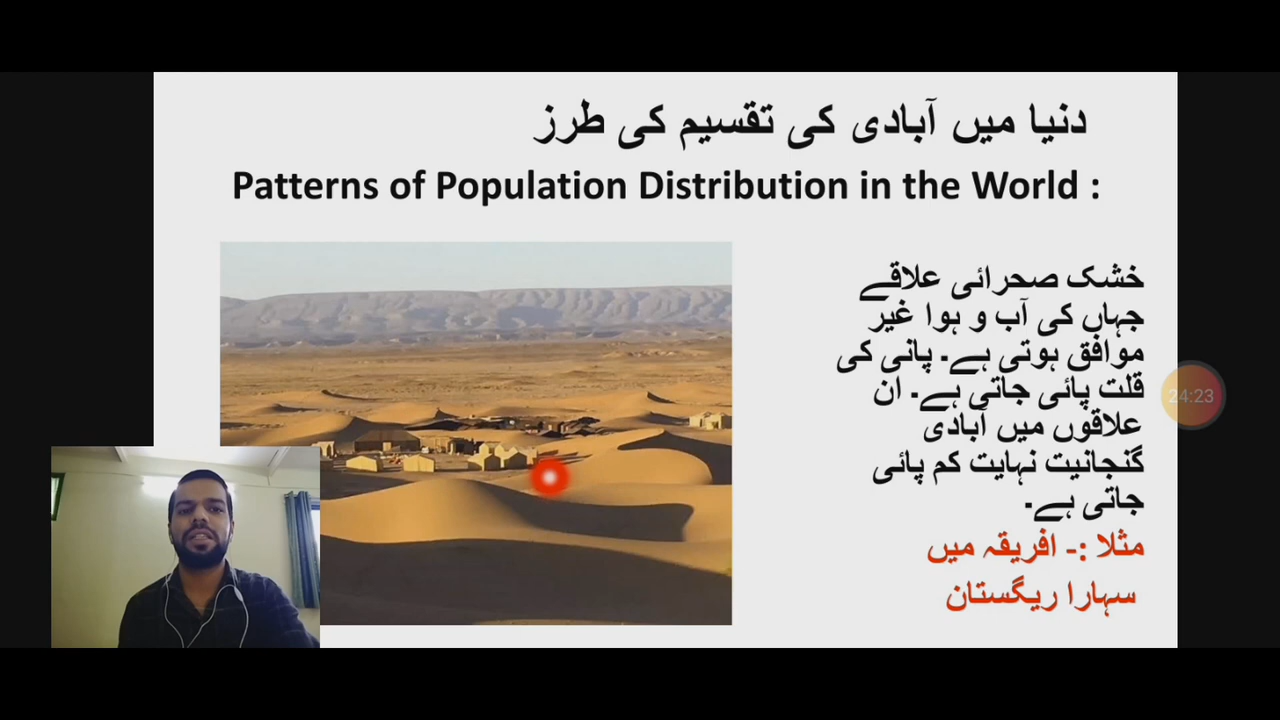 دنیا میں آبادی کی تقسیم کی طرز
Patterns of Population Distribution in the World :
خشک صحرائی علاقے
جہاں کی آب و ہوا غیر
موافق ہوتی ہے۔ پانی کی
قلت پائی جاتی ہے۔ ان
علاقوں میں آبادی
گنجانیت نہایت کم پائی
جاتی ہے۔
مثلا :- افریقہ میں
سہارا ریگستان
24:23